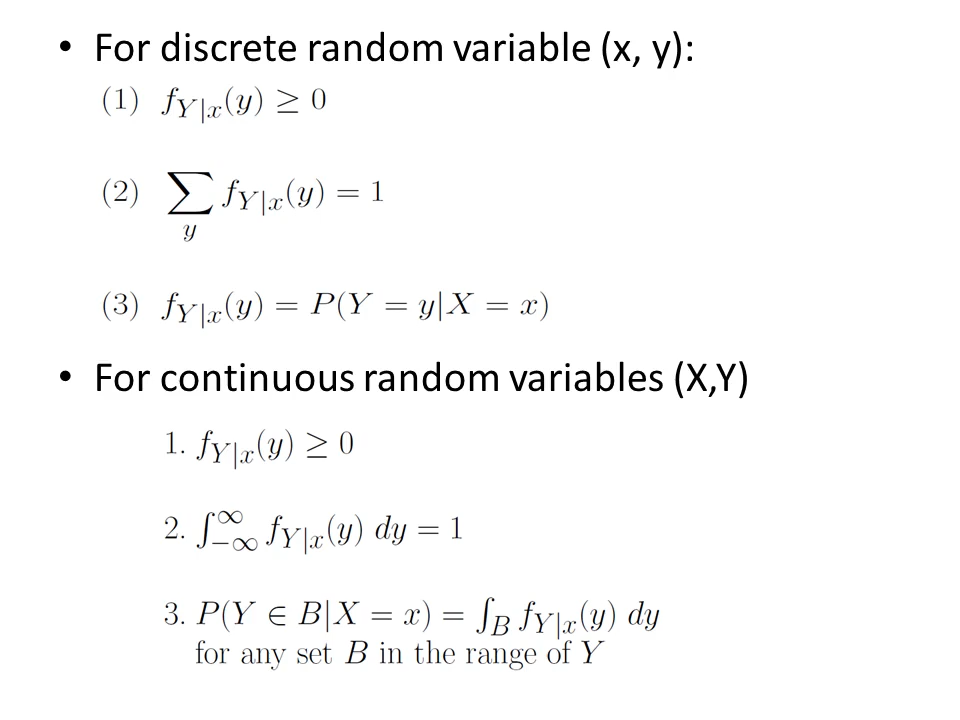 • For discrete random variable (x, y):
(1) f_{Y|x}(y) ≥ 0
(2) ∑_y f_{Y|x}(y) = 1
(3) f_{Y|x}(y) = P(Y = y|X = x)
• For continuous random variables (X,Y)
1. f_{Y|x}(y) ≥ 0
2. ∫_{-∞}^{∞} f_{Y|x}(y) dy = 1
3. P(Y ∈ B|X = x) = ∫_B f_{Y|x}(y) dy
for any set B in the range of Y